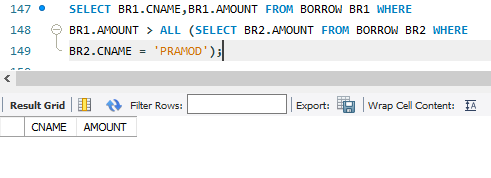 147 SELECT BR1.CNAME,BR1.AMOUNT FROM BORROW BR1 WHERE
148 BR1.AMOUNT > ALL (SELECT BR2.AMOUNT FROM BORROW BR2 WHERE
149 BR2.CNAME = 'PRAMOD');
Result Grid Filter Rows: Export: Wrap Cell Content: IA
CNAME AMOUNT